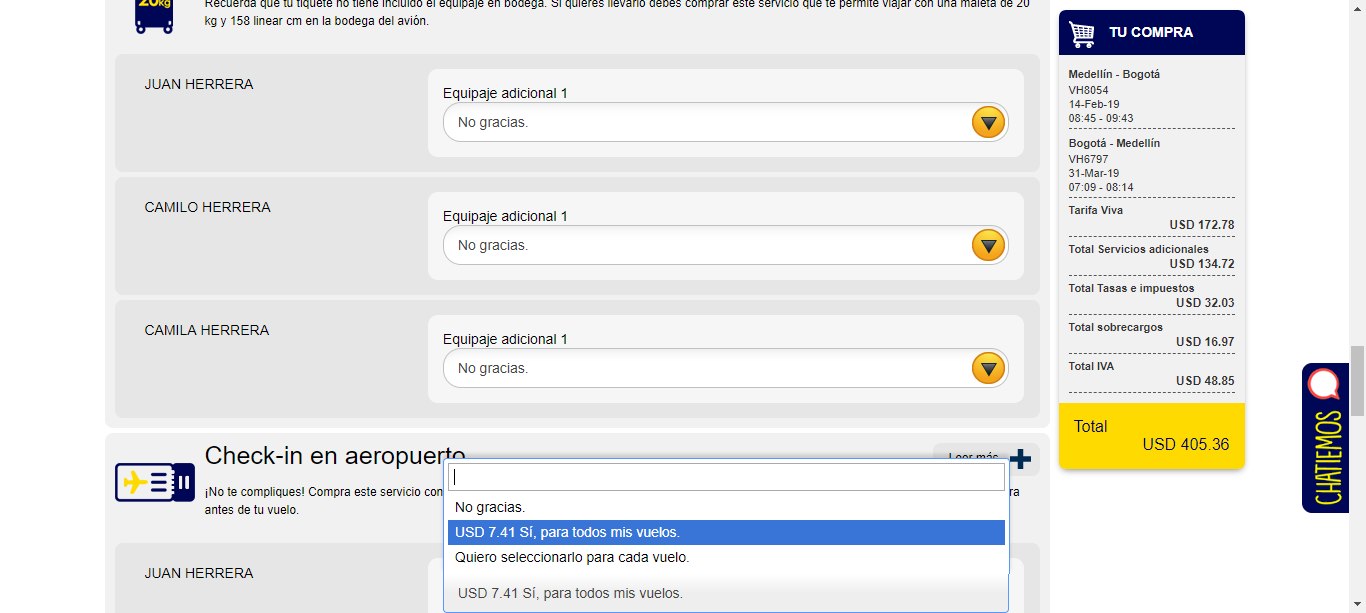 20kg
Recuerda que tu tiquete no tiene incluido el equipaje en bodega. Si quieres llevarlo debes comprar este servicio que te permite viajar con una maleta de 20
kg y 158 linear cm en la bodega del avión.
JUAN HERRERA
Equipaje adicional 1
No gracias.
CAMILO HERRERA
Equipaje adicional 1
No gracias.
CAMILA HERRERA
Equipaje adicional 1
No gracias.
Check-in en aeropuerto
Leer más
¡No te compliques! Compra este servicio con
ra
antes de tu vuelo.
No gracias.
USD 7.41 Sí, para todos mis vuelos.
Quiero seleccionarlo para cada vuelo.
JUAN HERRERA
USD 7.41 Sí, para todos mis vuelos.
TU COMPRA
Medellín - Bogotá
VH8054
14-Feb-19
08:45 - 09:43
Bogotá - Medellín
VH6797
31-Mar-19
07:09 - 08:14
Tarifa Viva
USD 172.78
Total Servicios adicionales
USD 134.72
Total Tasas e impuestos
USD 32.03
Total sobrecargos
USD 16.97
Total IVA
USD 48.85
Total
USD 405.36
CHATIEMOS